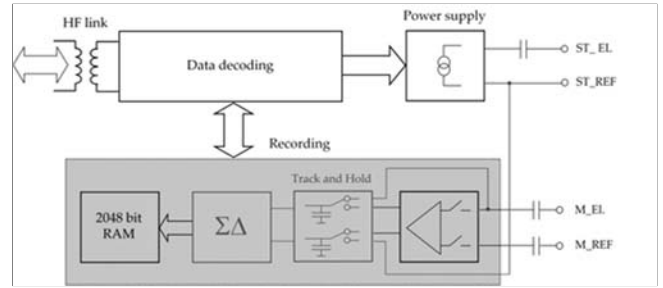 HF link
Power supply
Data decoding
ST_ EL
ST_REF
Recording
Track and Hold
2048 bit
RAM
ΣΔ
M_EL
M_REF